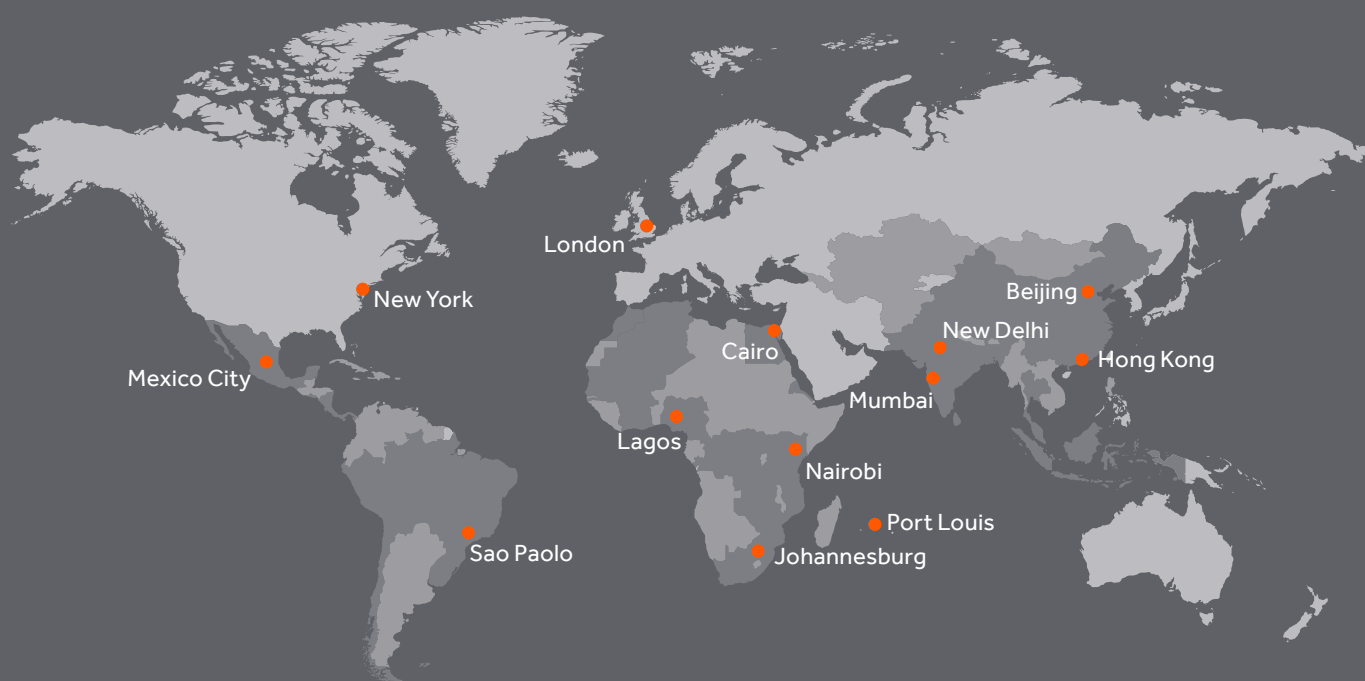 London
New York
Beijing
New Delhi
Cairo
Hong Kong
Mexico City
Mumbai
Lagos
Nairobi
Port Louis
Sao Paolo
Johannesburg